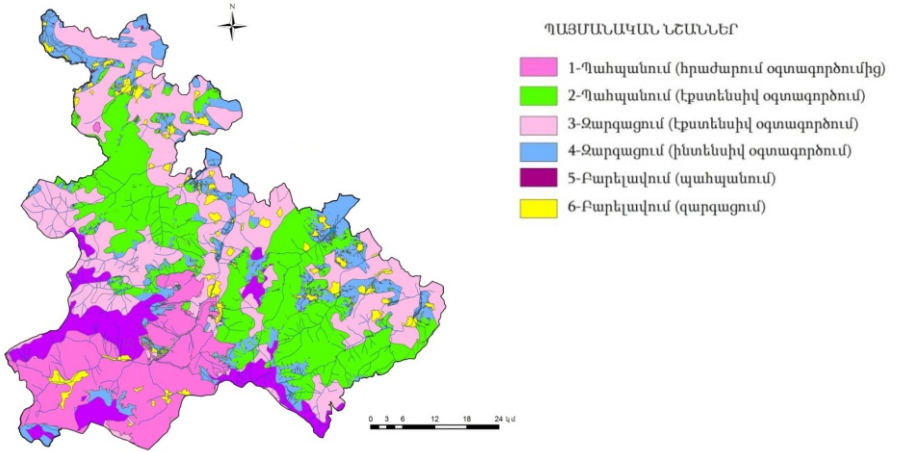 N
ՊԱՅՄԱՆԱԿԱՆ ՆՇԱՆՆԵՐ
1-Պահպանում (հրաժարում օգտագործումից)
2-Պահպանում (էքստենսիվ օգտագործում)
3-Զարգացում (էքստենսիվ օգտագործում)
4-Զարգացում (ինտենսիվ օգտագործում)
5-Բարելավում (պահպանում)
6-Բարելավում (զարգացում)
0 3 6 12 18 24 կմ